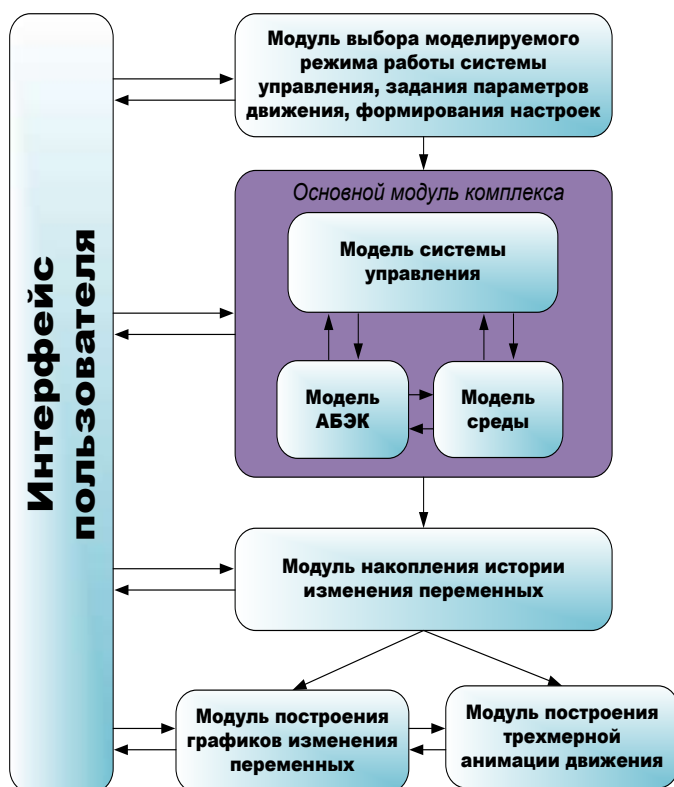 Интерфейс
пользователя
Модуль выбора моделируемого
режима работы системы
управления, задания параметров
движения, формирования настроек
Основной модуль комплекса
Модель системы
управления
Модель
АБЭК
Модель
среды
Модуль накопления истории
изменения переменных
Модуль построения
графиков изменения
переменных
Модуль построения
трехмерной
анимации движения